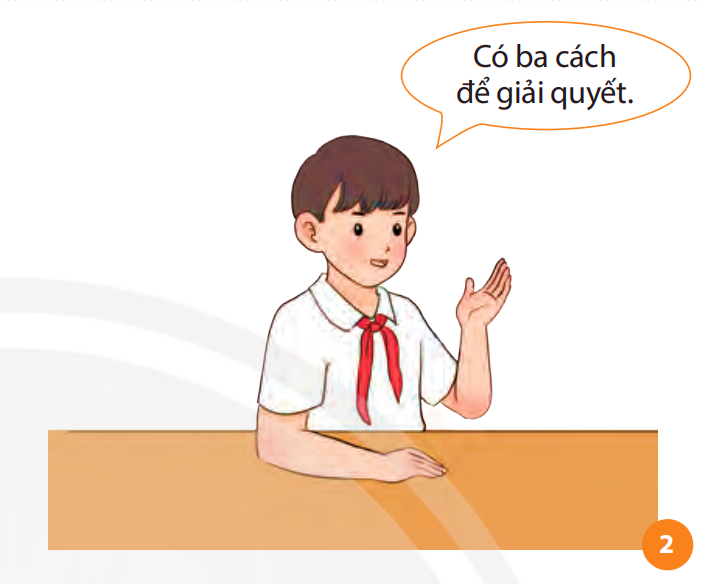 Có ba cách
để giải quyết.
2